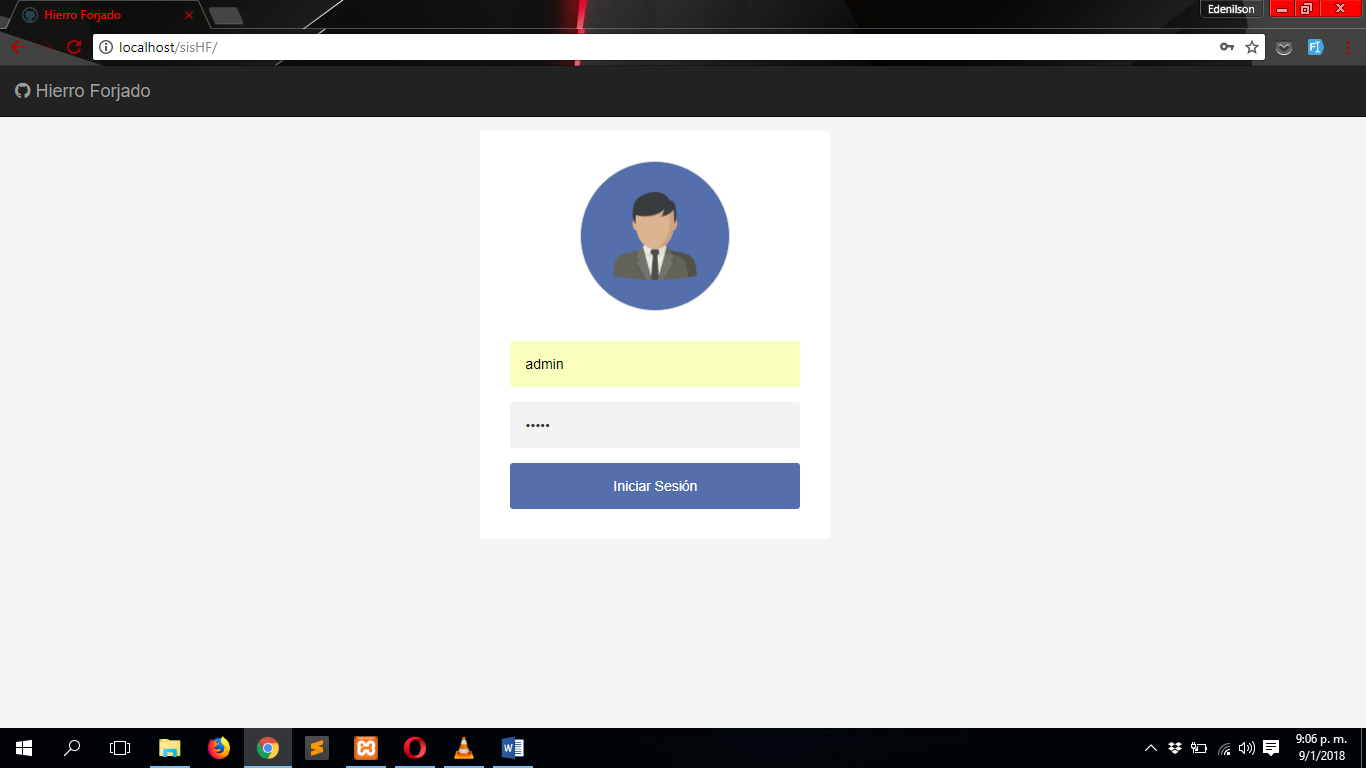 Hierro Forjado
Edenilson
localhost/sisHF/
Hierro Forjado
admin
•••••
Iniciar Sesión
9:06 p. m.
9/1/2018